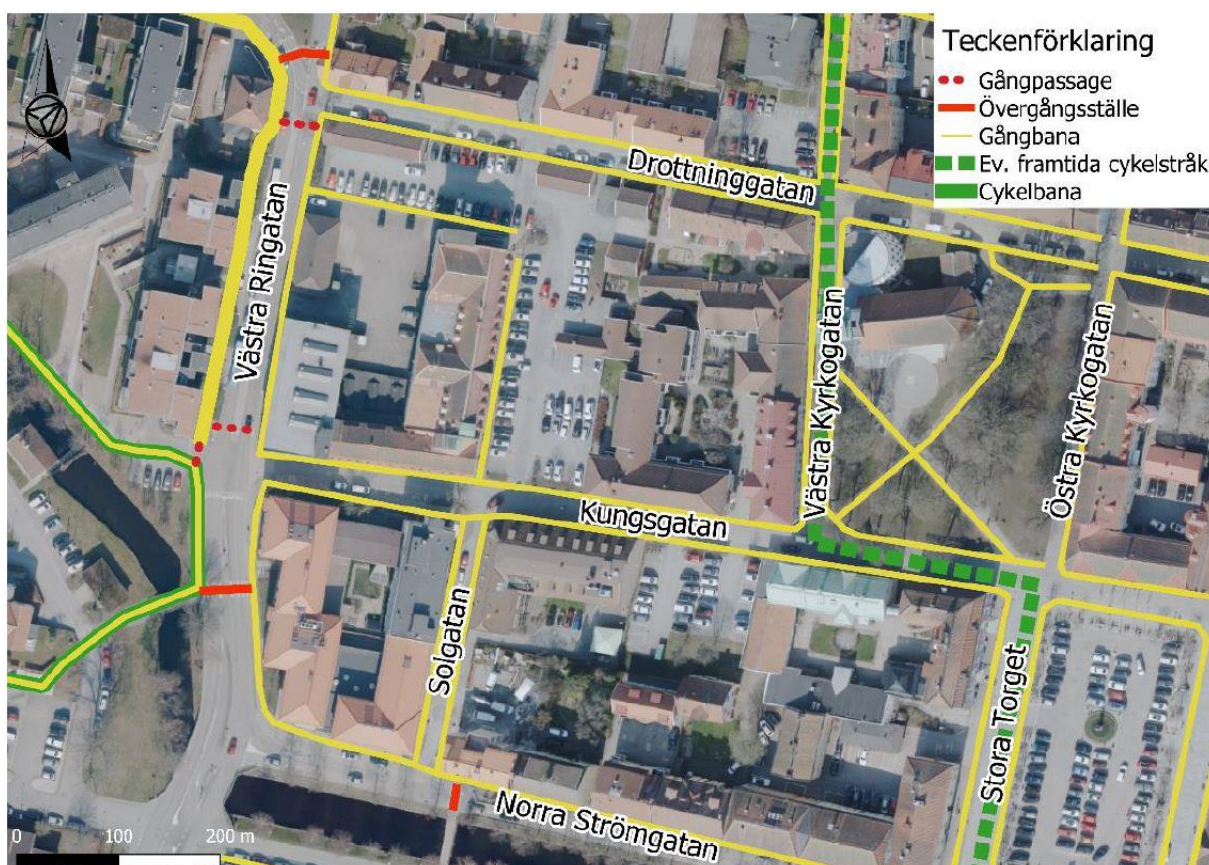 Teckenförklaring
Gångpassage
Övergångsställe
Gångbana
Ev. framtida cykelstråk
Cykelbana
Drottninggatan
Västra Ringatan
Västra Kyrkogatan
Östra Kyrkogatan
Kungsgatan
Solgatan
Stora Torget
Norra Strömgatan
0 100 200 m